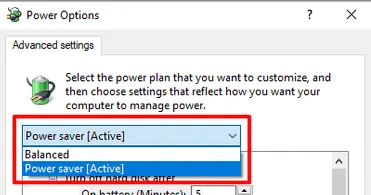 Power Options
Advanced settings
Select the power plan that you want to customize, and
then choose settings that reflect how you want your
computer to manage power.
Power saver [Active]
Balanced
Power saver [Active]
Turn off hard disk after
On battery (Minutes): 5